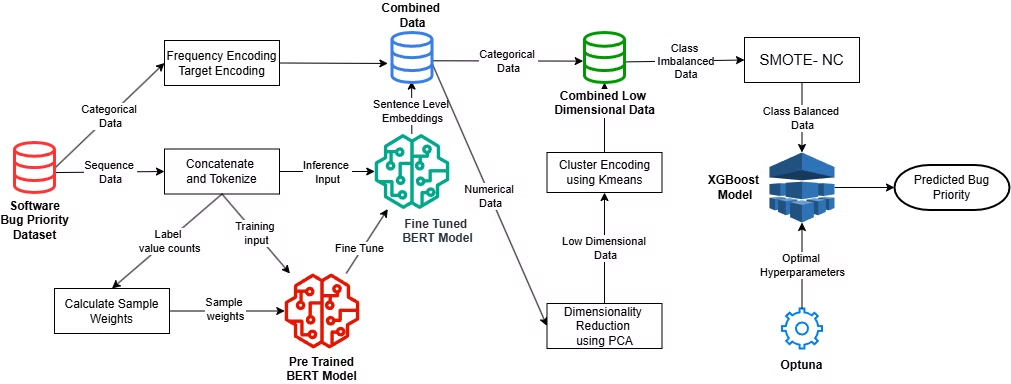 Combined
Data
Frequency Encoding
Target Encoding
Categorical
Data
Class
Imbalanced
Data
SMOTE- NC
Combined Low
Dimensional Data
Categorical
Data
Sentence Level
Embeddings
Class Balanced
Data
Sequence
Data
Concatenate
and Tokenize
Inference
Input
Cluster Encoding
using Kmeans
XGBoost
Model
Predicted Bug
Priority
Software
Bug Priority
Dataset
Numerical
Data
Fine Tuned
BERT Model
Label
value counts
Training
input
Fine Tune
Low Dimensional
Data
Optimal
Hyperparameters
Calculate Sample
Weights
Sample
weights
Dimensionality
Reduction
using PCA
Pre Trained
BERT Model
Optuna